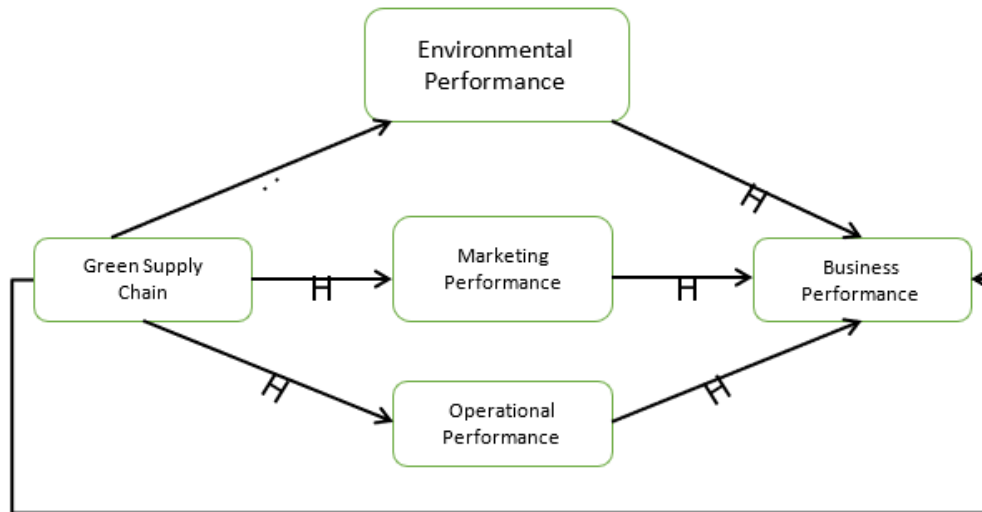 Environmental
Performance
H
Green Supply
Chain
H
Marketing
Performance
H
Business
Performance
H
Operational
Performance
H